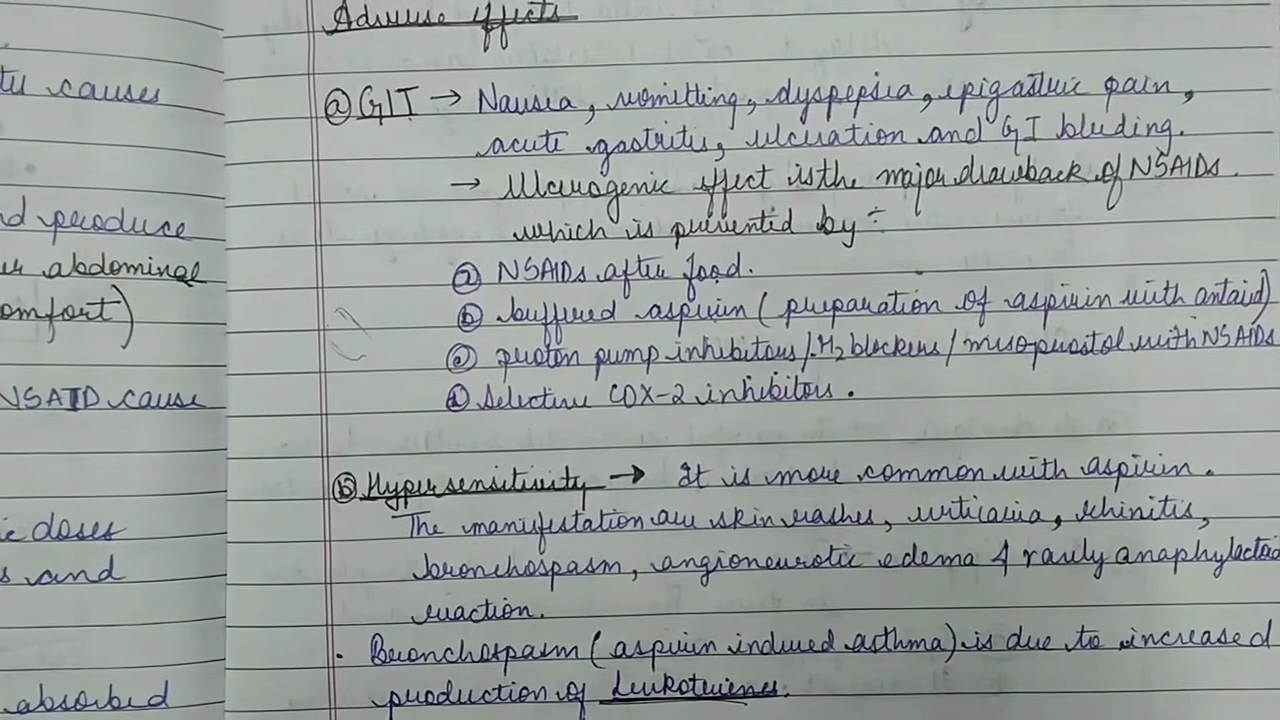 tu causes
nd produce
abdominal
omfort)
NSAID cause
c doses
s and
absorbed
Adverse effects
ⓐ GIT → Nausea, vomitting, dyspepsia, epigastric pain,
acute gastritis, ulceration and GI bleeding.
→ Ulcerogenic effect is the major drawback of NSAIDs.
which is prevented by ÷
ⓐ NSAIDs after food.
ⓑ buffered aspirin ( preparation of aspirin with antaid)
ⓒ proton pump inhibitors / H2 blockers / misoprostol with NSAIDs
ⓓ Selective COX-2 inhibitors.
ⓑ Hypersensitivity → It is more common with aspirin.
The manifestation are skin rashes, urticaria, rhinitis,
bronchospasm, angioneurotic edema & rarely anaphylactoid
reaction.
· Bronchospasm ( aspirin induced asthma) is due to increased
production of Leukotrienes.